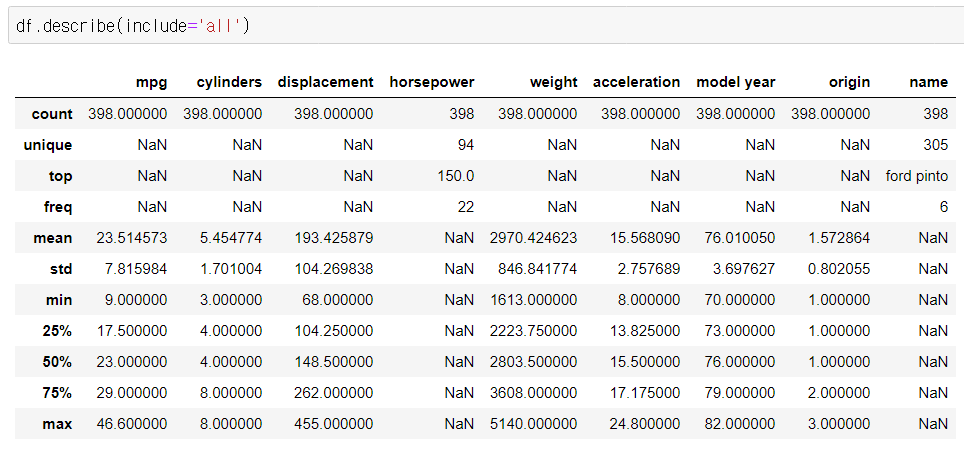 df.describe(include='all')
mpg cylinders displacement horsepower weight acceleration model year origin name
count 398.000000 398.000000 398.000000 398 398.000000 398.000000 398.000000 398.000000 398
unique NaN NaN NaN 94 NaN NaN NaN NaN 305
top NaN NaN NaN 150.0 NaN NaN NaN NaN ford pinto
freq NaN NaN NaN 22 NaN NaN NaN NaN 6
mean 23.514573 5.454774 193.425879 NaN 2970.424623 15.568090 76.010050 1.572864 NaN
std 7.815984 1.701004 104.269838 NaN 846.841774 2.757689 3.697627 0.802055 NaN
min 9.000000 3.000000 68.000000 NaN 1613.000000 8.000000 70.000000 1.000000 NaN
25% 17.500000 4.000000 104.250000 NaN 2223.750000 13.825000 73.000000 1.000000 NaN
50% 23.000000 4.000000 148.500000 NaN 2803.500000 15.500000 76.000000 1.000000 NaN
75% 29.000000 8.000000 262.000000 NaN 3608.000000 17.175000 79.000000 2.000000 NaN
max 46.600000 8.000000 455.000000 NaN 5140.000000 24.800000 82.000000 3.000000 NaN